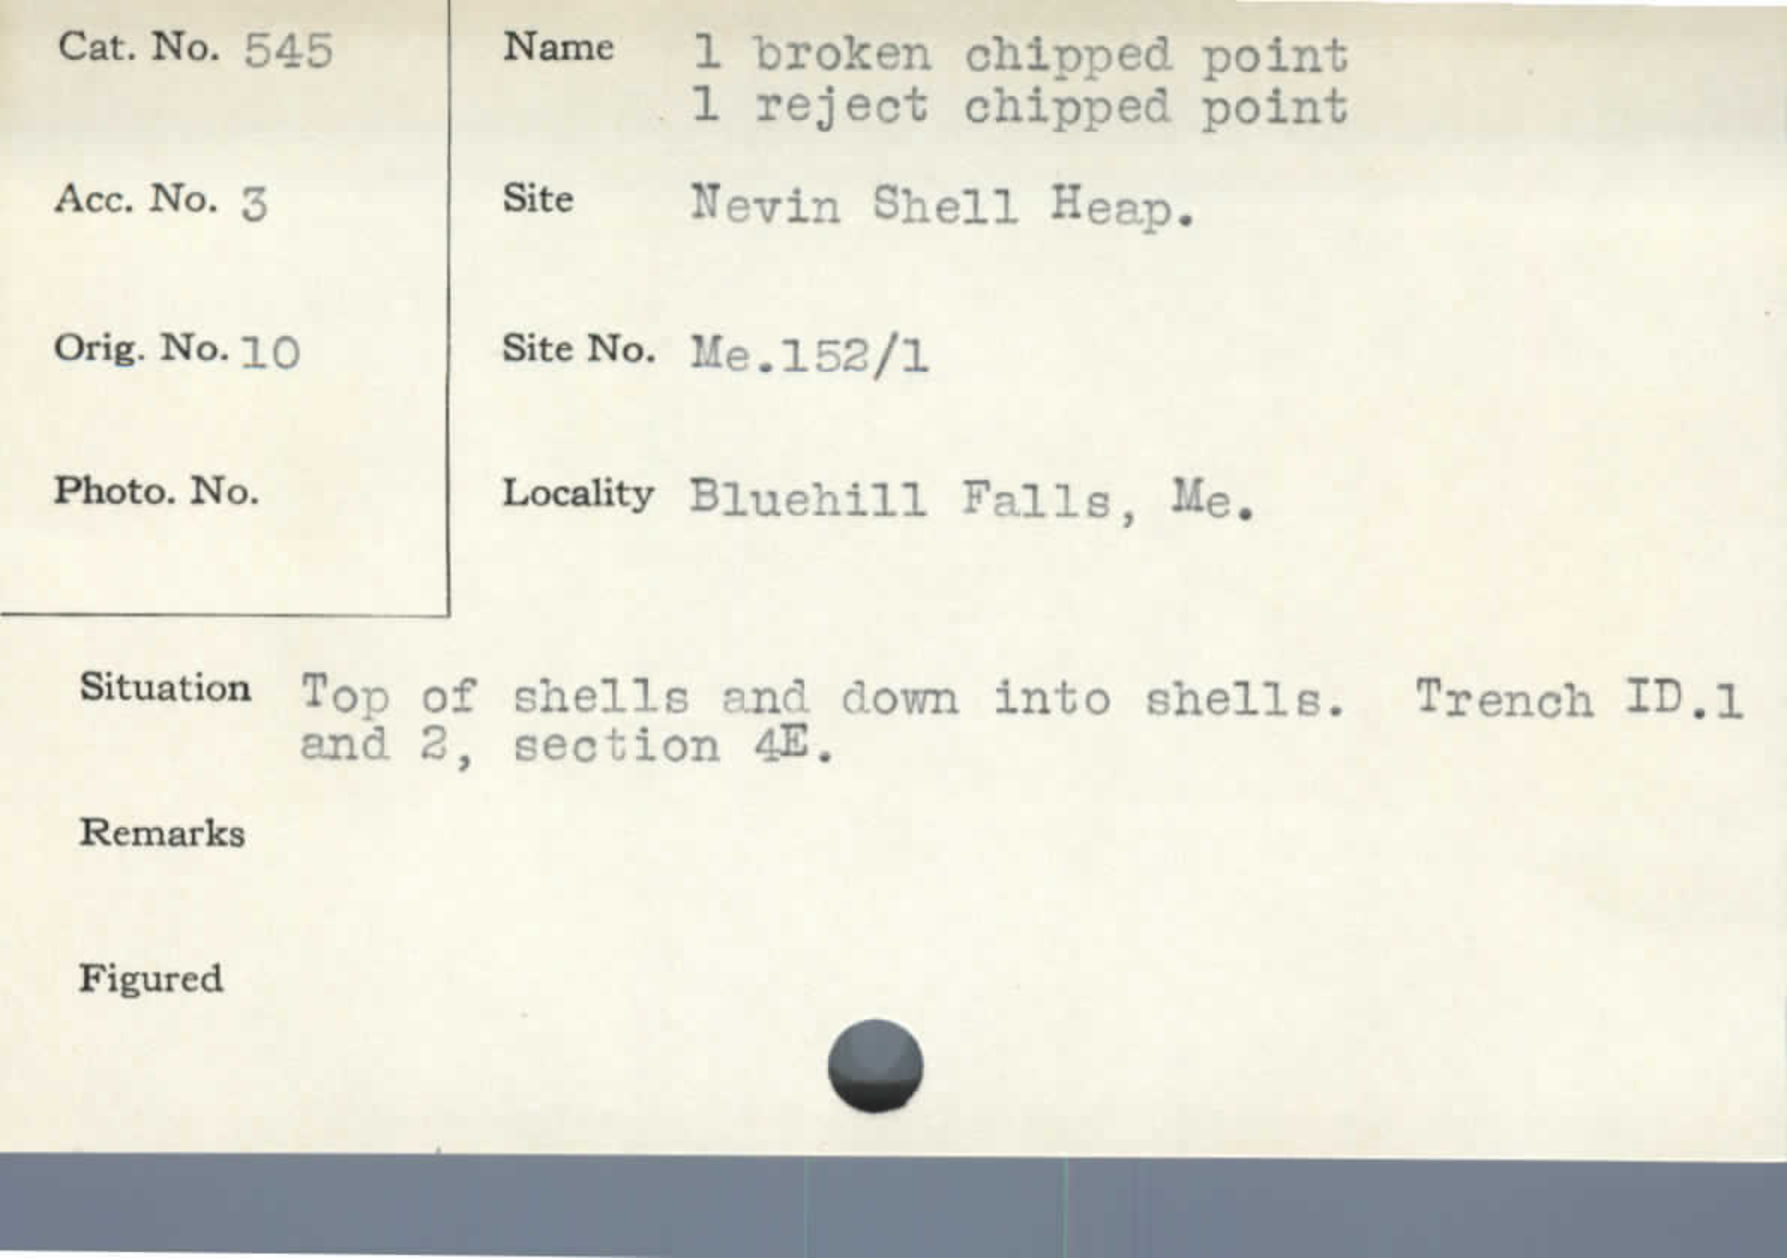 Cat. No. 545
Name 1 broken chipped point
1 reject chipped point
Acc. No. 3
Site Nevin Shell Heap.
Orig. No. 10
Site No. Me.152/1
Photo. No.
Locality Bluehill Falls, Me.
Situation Top of shells and down into shells. Trench ID.1
and 2, section 4E.
Remarks
Figured